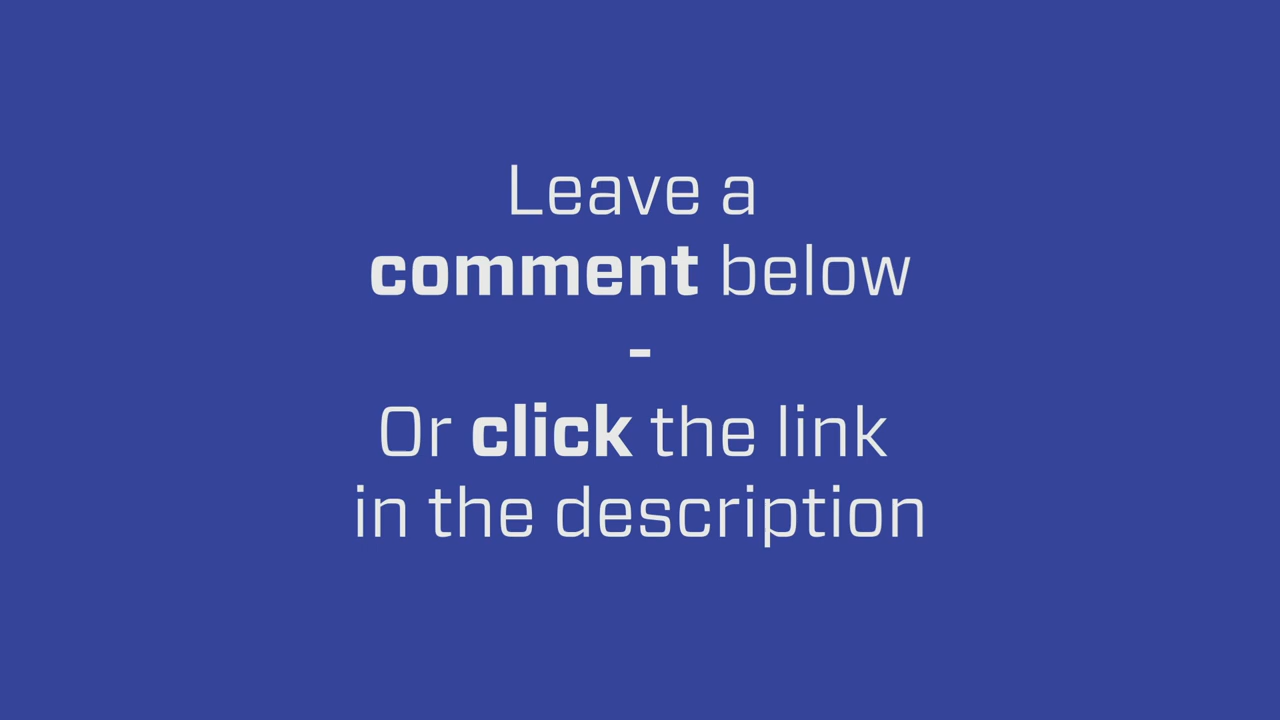 Leave a
comment below
-
Or click the link
in the description